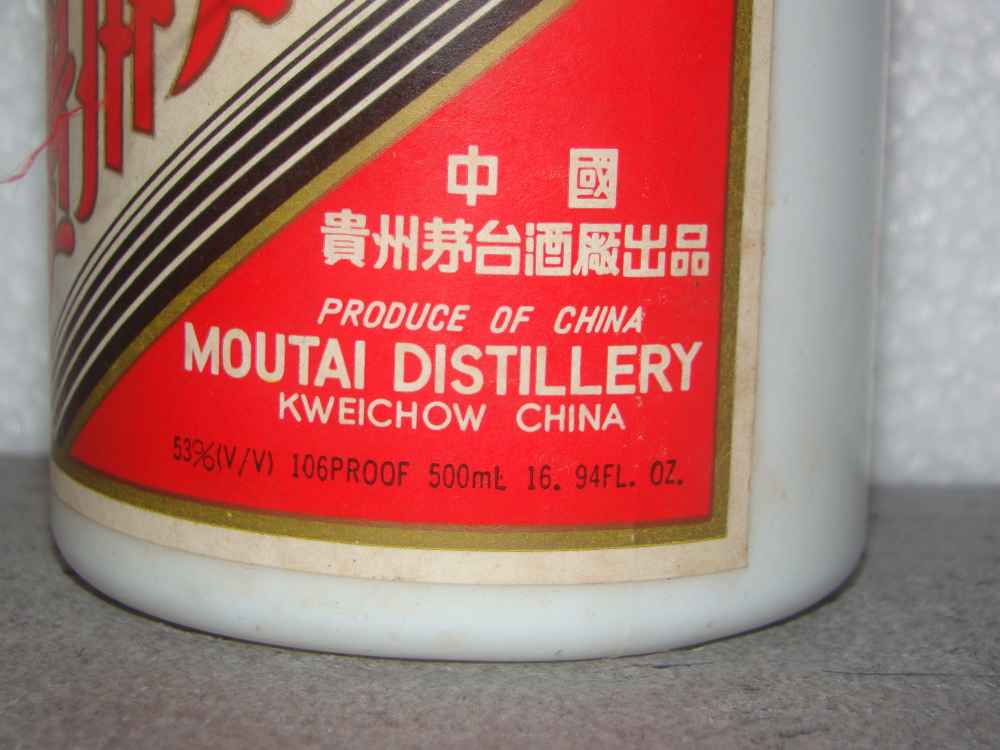 中 國
貴州茅台酒厰出品
PRODUCE OF CHINA
MOUTAI DISTILLERY
KWEICHOW CHINA
53%(V/V) 106PROOF 500mL 16. 94FL. OZ.